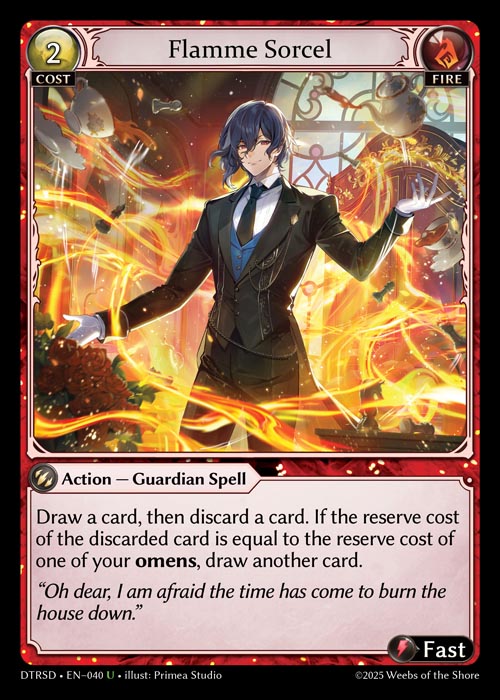 2
Flamme Sorcel
COST
FIRE
Action — Guardian Spell
Draw a card, then discard a card. If the reserve cost
of the discarded card is equal to the reserve cost of
one of your omens, draw another card.
“Oh dear, I am afraid the time has come to burn the
house down.”
Fast
DTRSD • EN–040 U • illust: Primea Studio
©2025 Weebs of the Shore